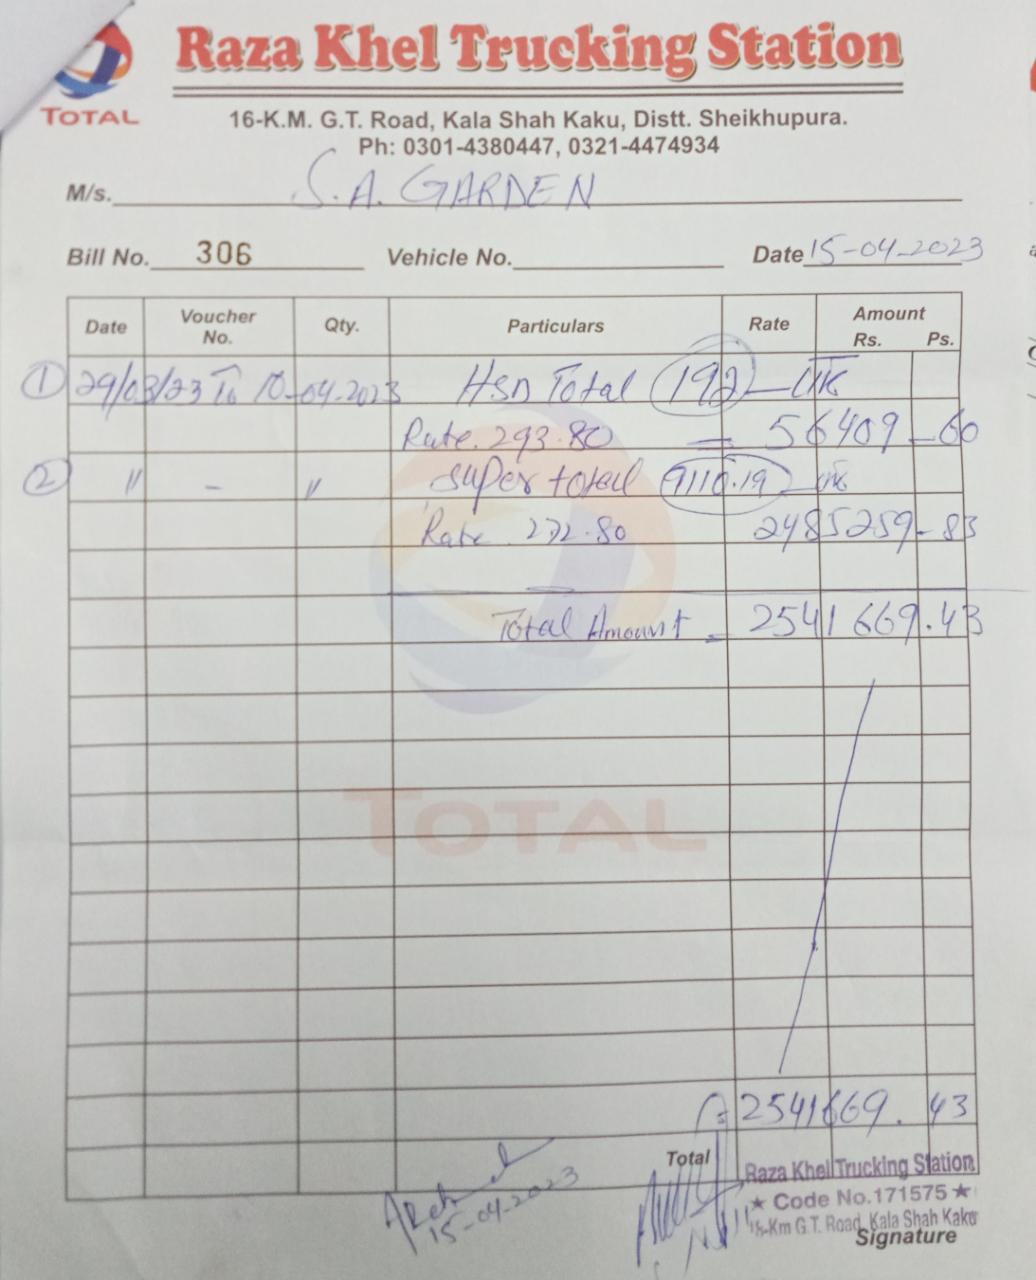 Raza Khel Trucking Station
TOTAL
16-K.M. G.T. Road, Kala Shah Kaku, Distt. Sheikhupura.
Ph: 0301-4380447, 0321-4474934
M/s. S.A. GARDEN
Bill No. 306 Vehicle No. Date 15-04-2023
Date Voucher No. Qty. Particulars Rate Amount Rs. Ps.
① 29/03/23 To 10-04-2023 HSD Total 192 - LTR
Rate. 293.80 = 56409 - 60
② " - " Super total 9110.19 - LTR
Rate 272.80 2485259 - 83
Total Amount = 2541669.43
TOTAL
= 2541669. 43
Total
15-04-2023
Raza Khel Trucking Station
★ Code No.171575 ★
16-Km G.T. Road, Kala Shah Kaku
Signature